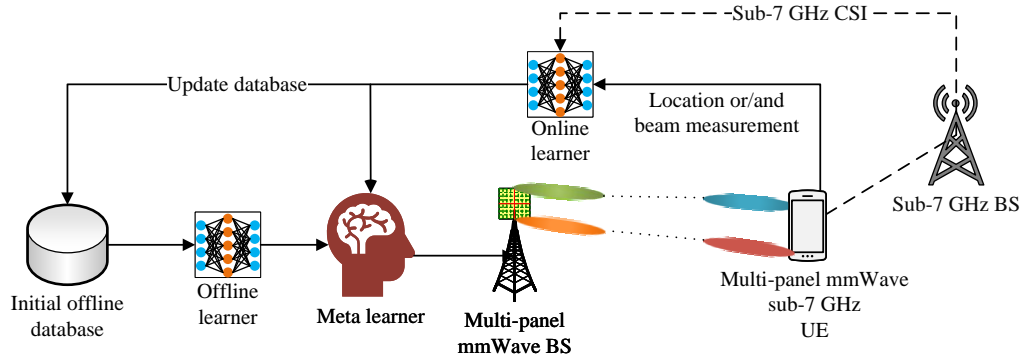 Sub-7 GHz CSI
Update database
Location or/and
beam measurement
Online
learner
Sub-7 GHz BS
Initial offline
database
Offline
learner
Meta learner
Multi-panel
mmWave BS
Multi-panel mmWave
sub-7 GHz
UE